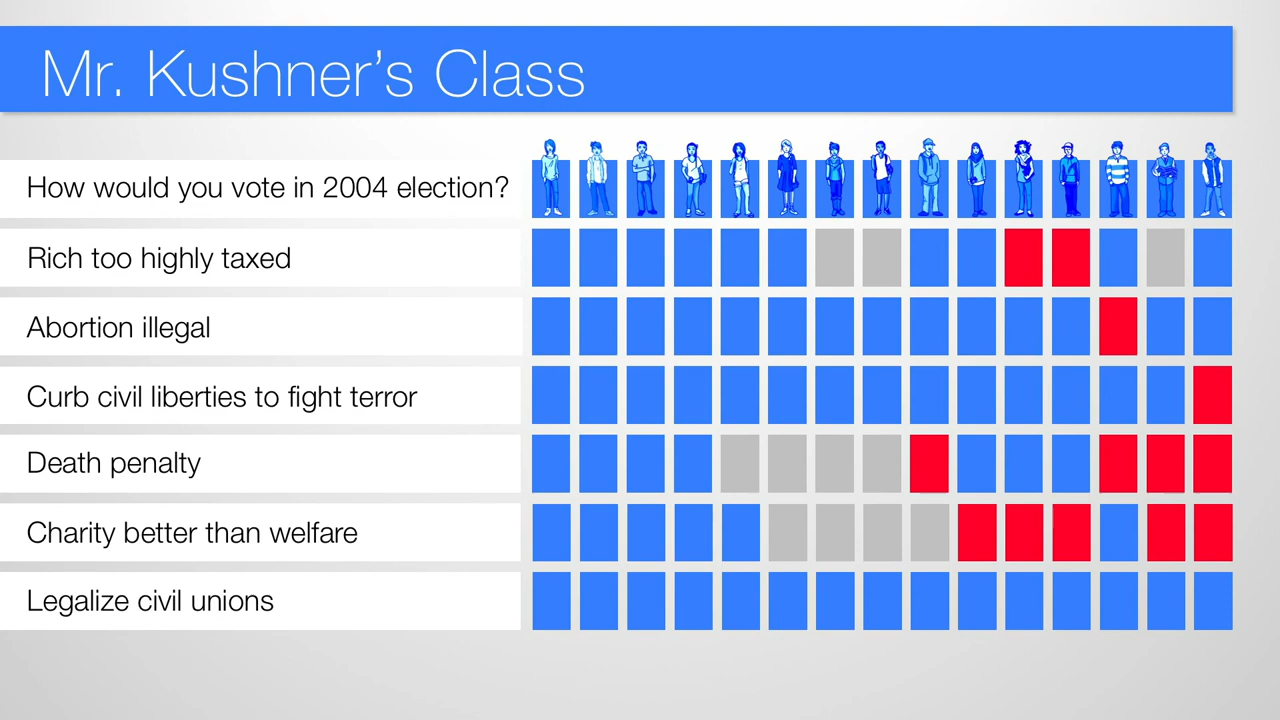 Mr. Kushner’s Class
How would you vote in 2004 election?
Rich too highly taxed
Abortion illegal
Curb civil liberties to fight terror
Death penalty
Charity better than welfare
Legalize civil unions